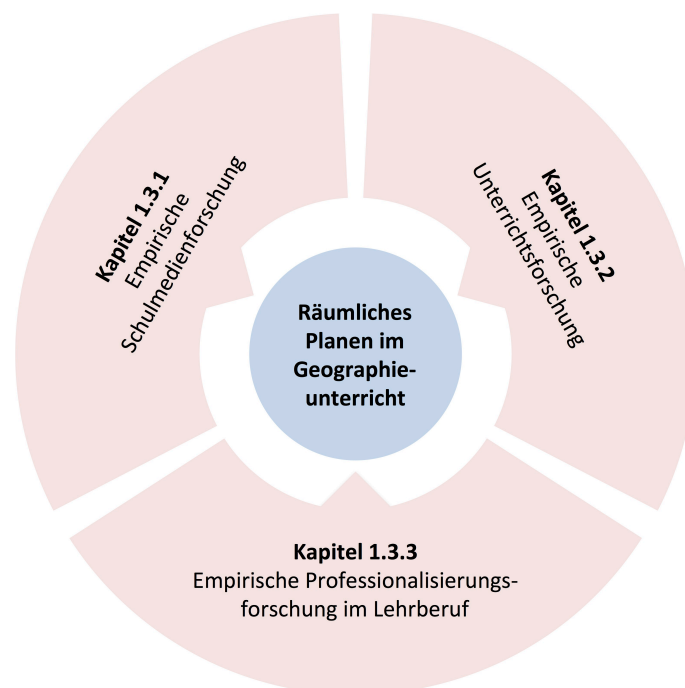 Kapitel 1.3.1
Empirische
Schulmedienforschung
Kapitel 1.3.2
Empirische
Unterrichtsforschung
Räumliches
Planen im
Geographie-
unterricht
Kapitel 1.3.3
Empirische Professionalisierungs-
forschung im Lehrberuf